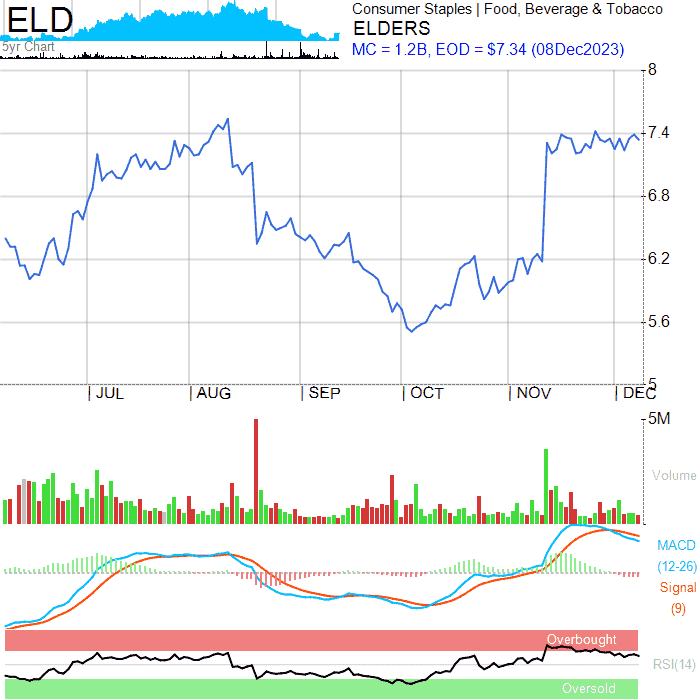 ELD
5yr Chart
Consumer Staples | Food, Beverage & Tobacco
ELDERS
MC = 1.2B, EOD = $7.34 (08Dec2023)
8
7.4
6.8
6.2
5.6
5
JUL AUG SEP OCT NOV DEC
5M
Volume
MACD
(12-26)
Signal
(9)
Overbought
RSI(14)
Oversold